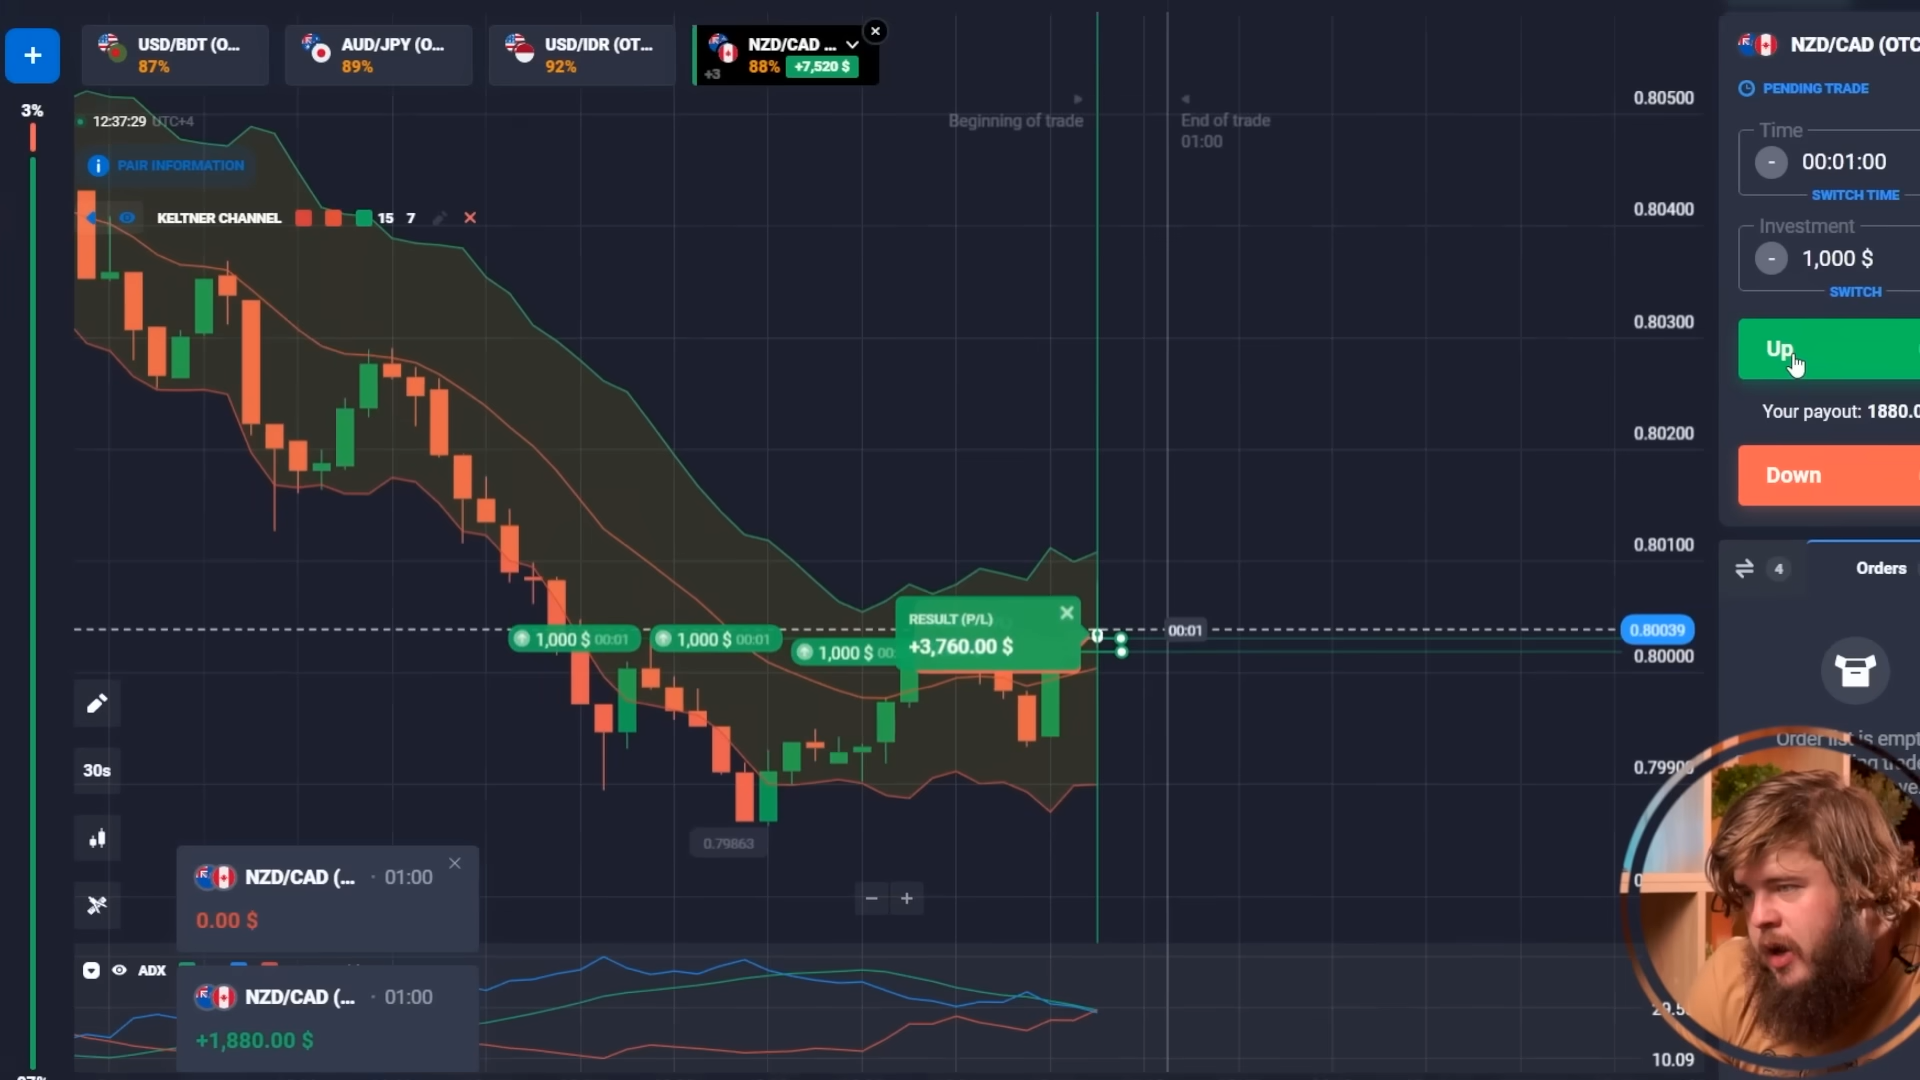 USD/BDT (O...
87%
AUD/JPY (O...
89%
USD/IDR (OT...
92%
NZD/CAD ...
+3
88%
+7,520 $
NZD/CAD (OTC
3%
12:37:29 UTC+4
PAIR INFORMATION
KELTNER CHANNEL 15 7
Beginning of trade
End of trade
01:00
0.80500
0.80400
0.80300
0.80200
0.80100
0.80039
0.80000
PENDING TRADE
Time
- 00:01:00
SWITCH TIME
Investment
- 1,000 $
SWITCH
Up
Your payout: 1880.0
Down
4
Orders
Order list is empt
1,000 $ 00:01
1,000 $ 00:01
1,000 $ 00:
RESULT (P/L)
+3,760.00 $
00:01
0.79863
30s
NZD/CAD (... · 01:00
0.00 $
ADX
NZD/CAD (... · 01:00
+1,880.00 $
10.09